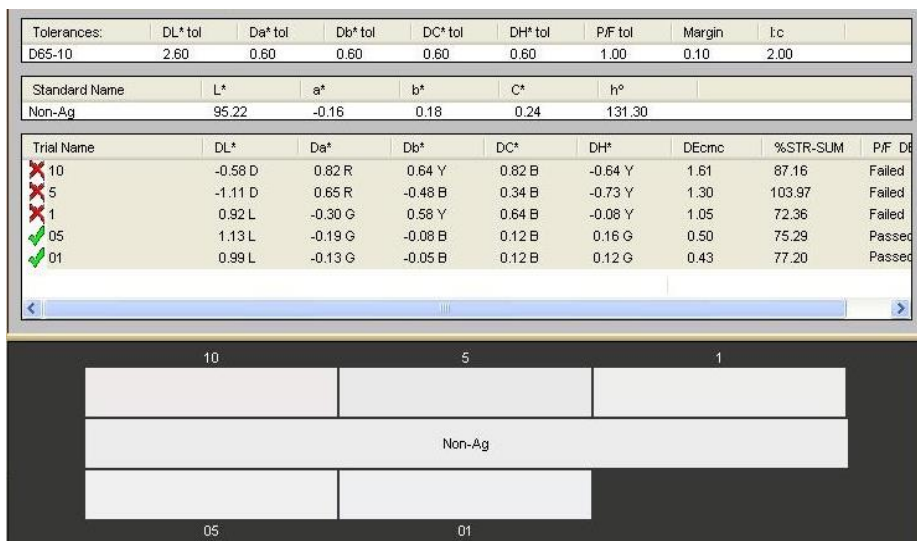 Tolerances: DL* tol Da* tol Db* tol DC* tol DH* tol P/F tol Margin l:c
D65-10 2.60 0.60 0.60 0.60 0.60 1.00 0.10 2.00
Standard Name L* a* b* C* h°
Non-Ag 95.22 -0.16 0.18 0.24 131.30
Trial Name DL* Da* Db* DC* DH* DEcmc %STR-SUM P/F DE
10 -0.58 D 0.82 R 0.64 Y 0.82 B -0.64 Y 1.61 87.16 Failed
5 -1.11 D 0.65 R -0.48 B 0.34 B -0.73 Y 1.30 103.97 Failed
1 0.92 L -0.30 G 0.58 Y 0.64 B -0.08 Y 1.05 72.36 Failed
05 1.13 L -0.19 G -0.08 B 0.12 B 0.16 G 0.50 75.29 Passed
01 0.99 L -0.13 G -0.05 B 0.12 B 0.12 G 0.43 77.20 Passed
10 5 1
Non-Ag
05 01